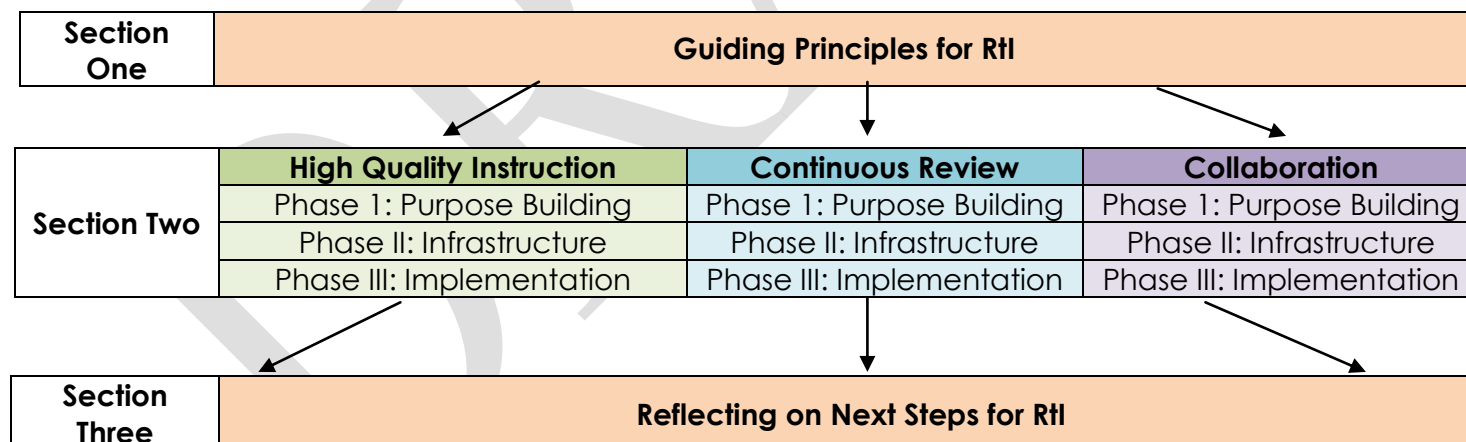 Section
One
Guiding Principles for RtI
High Quality Instruction
Continuous Review
Collaboration
Section Two
Phase 1: Purpose Building
Phase 1: Purpose Building
Phase 1: Purpose Building
Phase II: Infrastructure
Phase II: Infrastructure
Phase II: Infrastructure
Phase III: Implementation
Phase III: Implementation
Phase III: Implementation
Section
Three
Reflecting on Next Steps for RtI